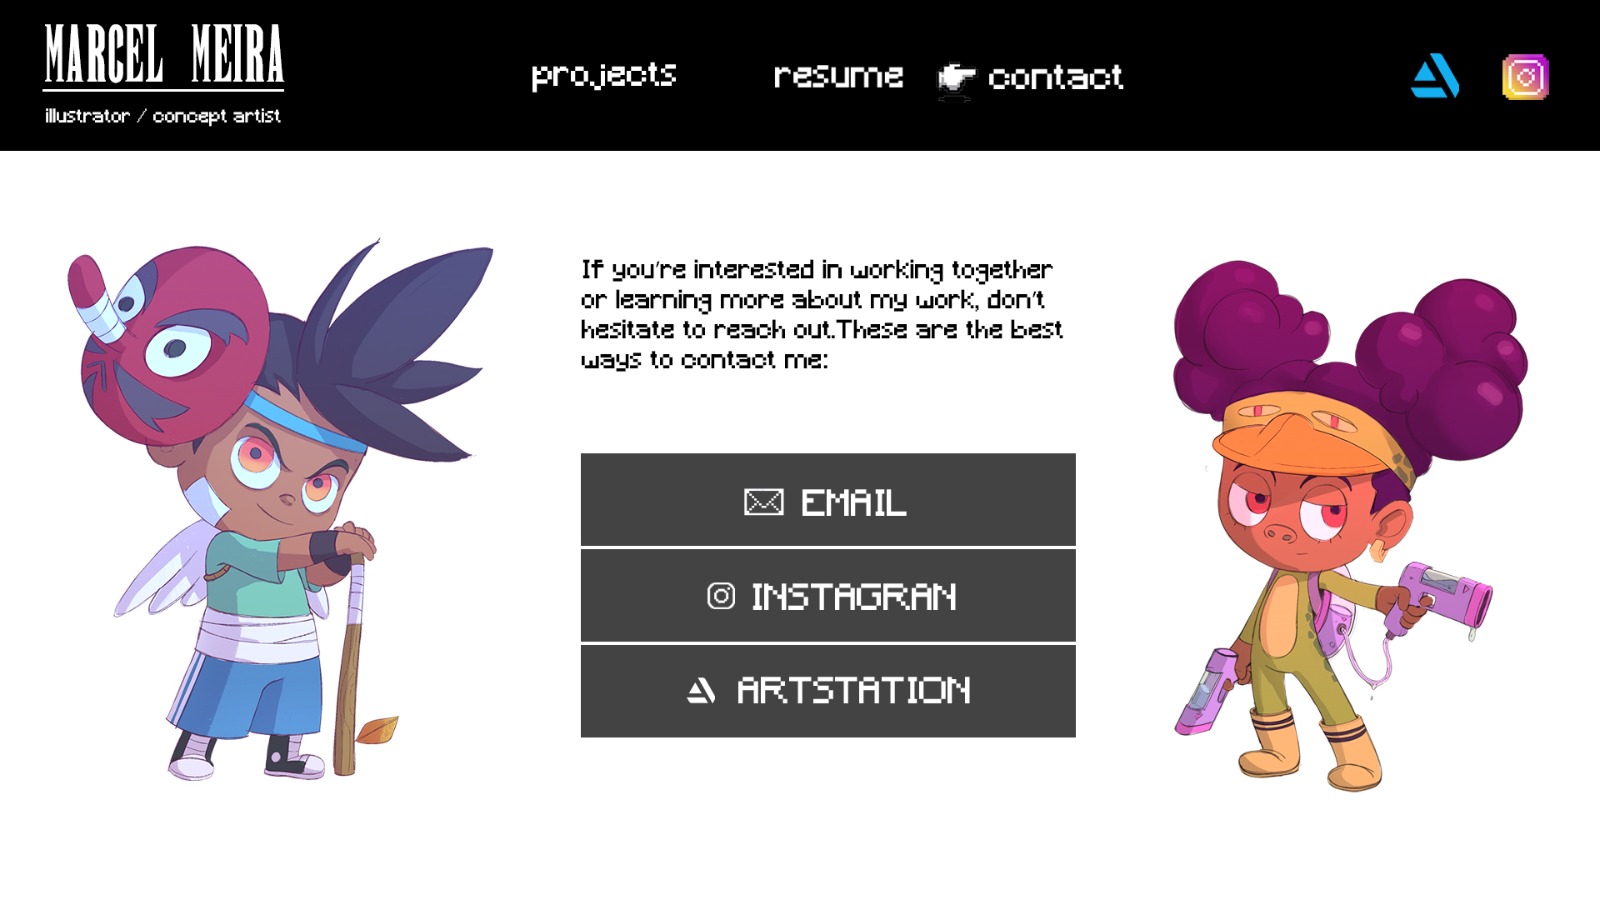 MARCEL MEIRA
illustrator / concept artist
projects
resume
contact
If you're interested in working together
or learning more about my work, don't
hesitate to reach out.These are the best
ways to contact me:
EMAIL
INSTAGRAN
ARTSTATION